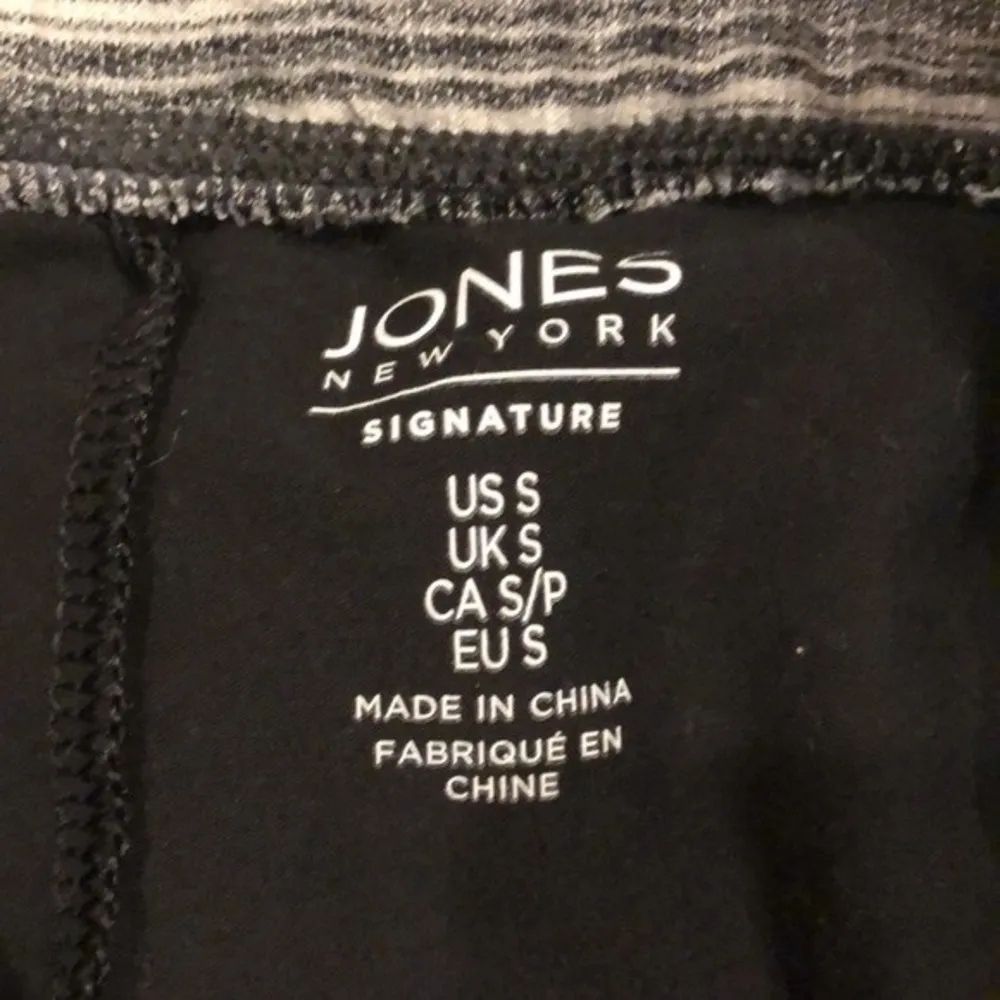 JONES
NEW YORK
SIGNATURE
US S
UK S
CA S/P
EU S
MADE IN CHINA
FABRIQUÉ EN
CHINE